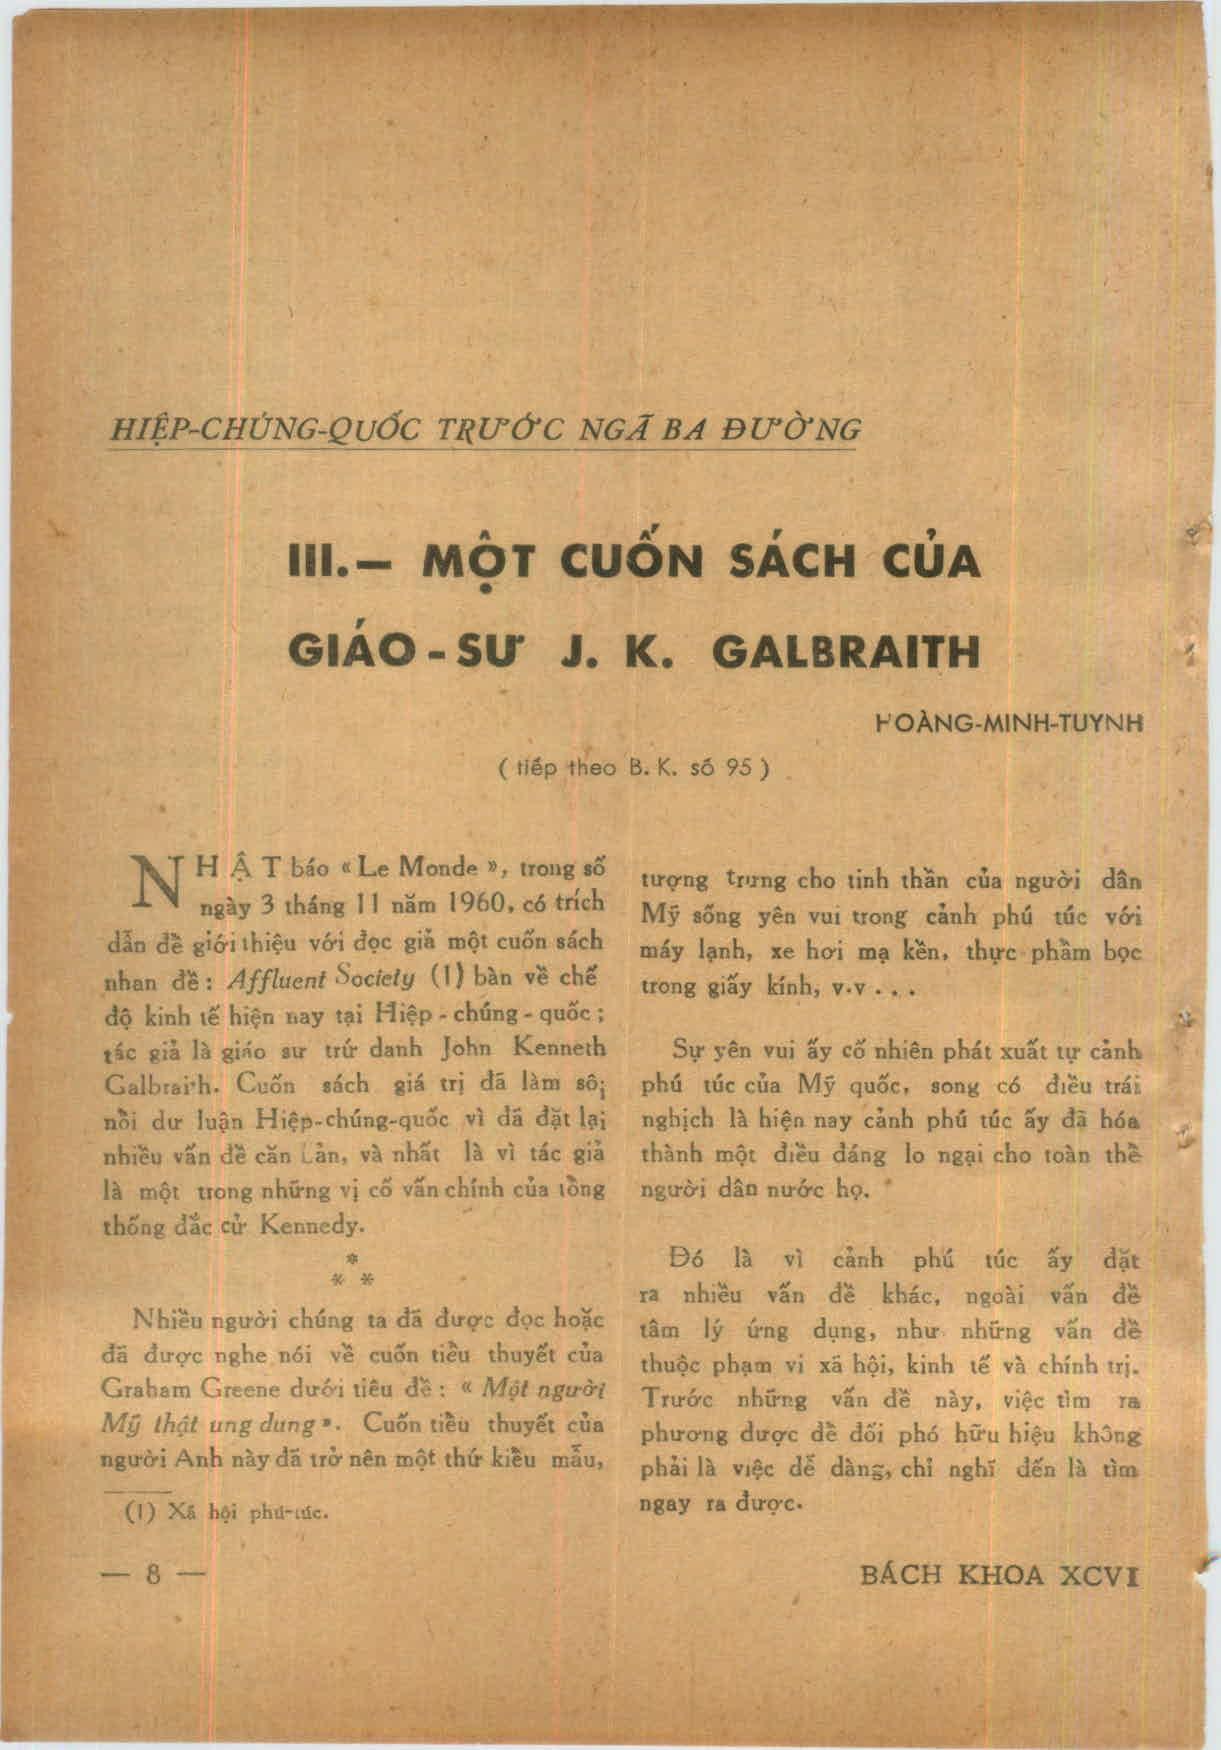 HIỆP-CHÚNG-QUỐC TRƯỚC NGÃ BA ĐƯỜNG
III.— MỘT CUỐN SÁCH CỦA
GIÁO-SƯ J. K. GALBRAITH
HOÀNG-MINH-TUYNH
( tiếp theo B. K. số 95 )
NHẬT báo « Le Monde », trong số
ngày 3 tháng 11 năm 1960, có trích
dẫn để giới thiệu với đọc giả một cuốn sách
nhan đề : Affluent Society (1) bàn về chế
độ kinh tế hiện nay tại Hiệp - chúng - quốc ;
tác giả là giáo sư trứ danh John Kenneth
Galbraith. Cuốn sách giá trị đã làm sôi
nổi dư luận Hiệp-chúng-quốc vì đã đặt lại
nhiều vấn đề căn bản, và nhất là vì tác giả
là một trong những vị cố vấn chính của tổng
thống đắc cử Kennedy.
*
* *
Nhiều người chúng ta đã được đọc hoặc
đã được nghe nói về cuốn tiểu thuyết của
Graham Greene dưới tiêu đề : « Một người
Mỹ thật ung dung ». Cuốn tiểu thuyết của
người Anh này đã trở nên một thứ kiểu mẫu,
(1) Xã hội phú-túc.
tượng trưng cho tinh thần của người dân
Mỹ sống yên vui trong cảnh phú túc với
máy lạnh, xe hơi mạ kền, thực phẩm bọc
trong giấy kính, v.v . . .
Sự yên vui ấy cố nhiên phát xuất tự cảnh
phú túc của Mỹ quốc, song có điều trái
nghịch là hiện nay cảnh phú túc ấy đã hóa
thành một điều đáng lo ngại cho toàn thể
người dân nước họ.
Đó là vì cảnh phú túc ấy đặt
ra nhiều vấn đề khác, ngoài vấn đề
tâm lý ứng dụng, như những vấn đề
thuộc phạm vi xã hội, kinh tế và chính trị.
Trước những vấn đề này, việc tìm ra
phương dược để đối phó hữu hiệu không
phải là việc dễ dàng, chỉ nghĩ đến là tìm
ngay ra được.
— 8 —
BÁCH KHOA XCVI